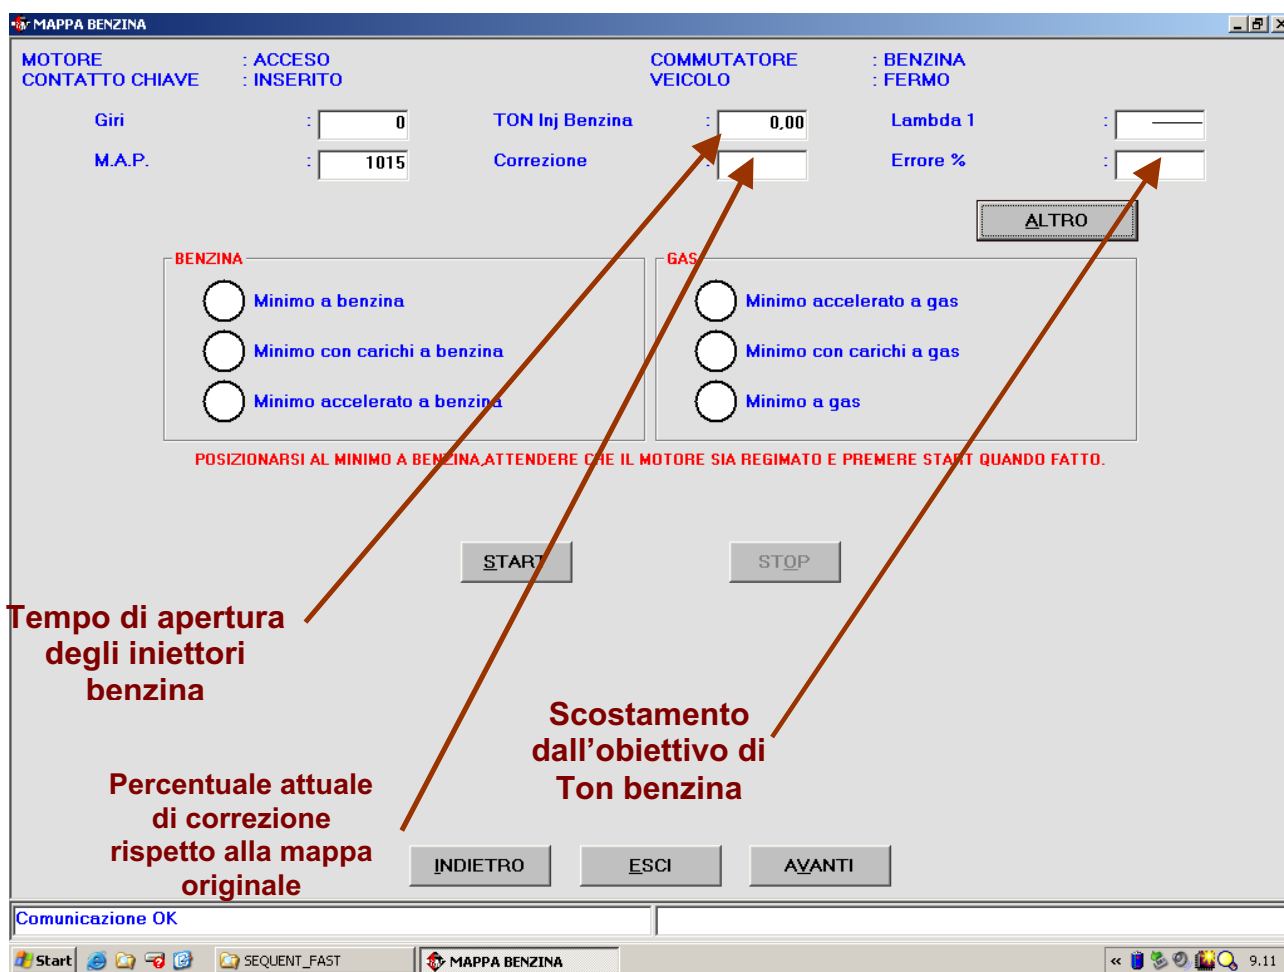 MAPPA BENZINA
MOTORE : ACCESO COMMUTATORE : BENZINA
CONTATTO CHIAVE : INSERITO VEICOLO : FERMO
Giri : 0 TON Inj Benzina : 0,00 Lambda 1 : ———
M.A.P. : 1015 Correzione : Errore % :
ALTRO
BENZINA GAS
Minimo a benzina Minimo accelerato a gas
Minimo con carichi a benzina Minimo con carichi a gas
Minimo accelerato a benzina Minimo a gas
POSIZIONARSI AL MINIMO A BENZINA,ATTENDERE CHE IL MOTORE SIA REGIMATO E PREMERE START QUANDO FATTO.
START STOP
Tempo di apertura
degli iniettori
benzina
Scostamento
dall’obiettivo di
Ton benzina
Percentuale attuale
di correzione
rispetto alla mappa
originale
INDIETRO ESCI AVANTI
Comunicazione OK
Start SEQUENT_FAST MAPPA BENZINA « 9.11